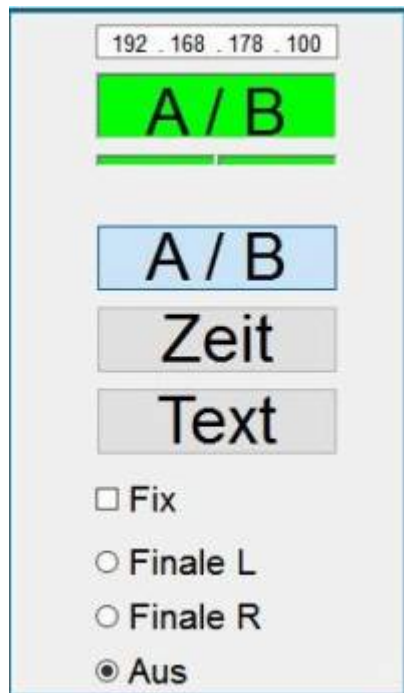 192 . 168 . 178 . 100
A / B
A / B
Zeit
Text
Fix
Finale L
Finale R
Aus